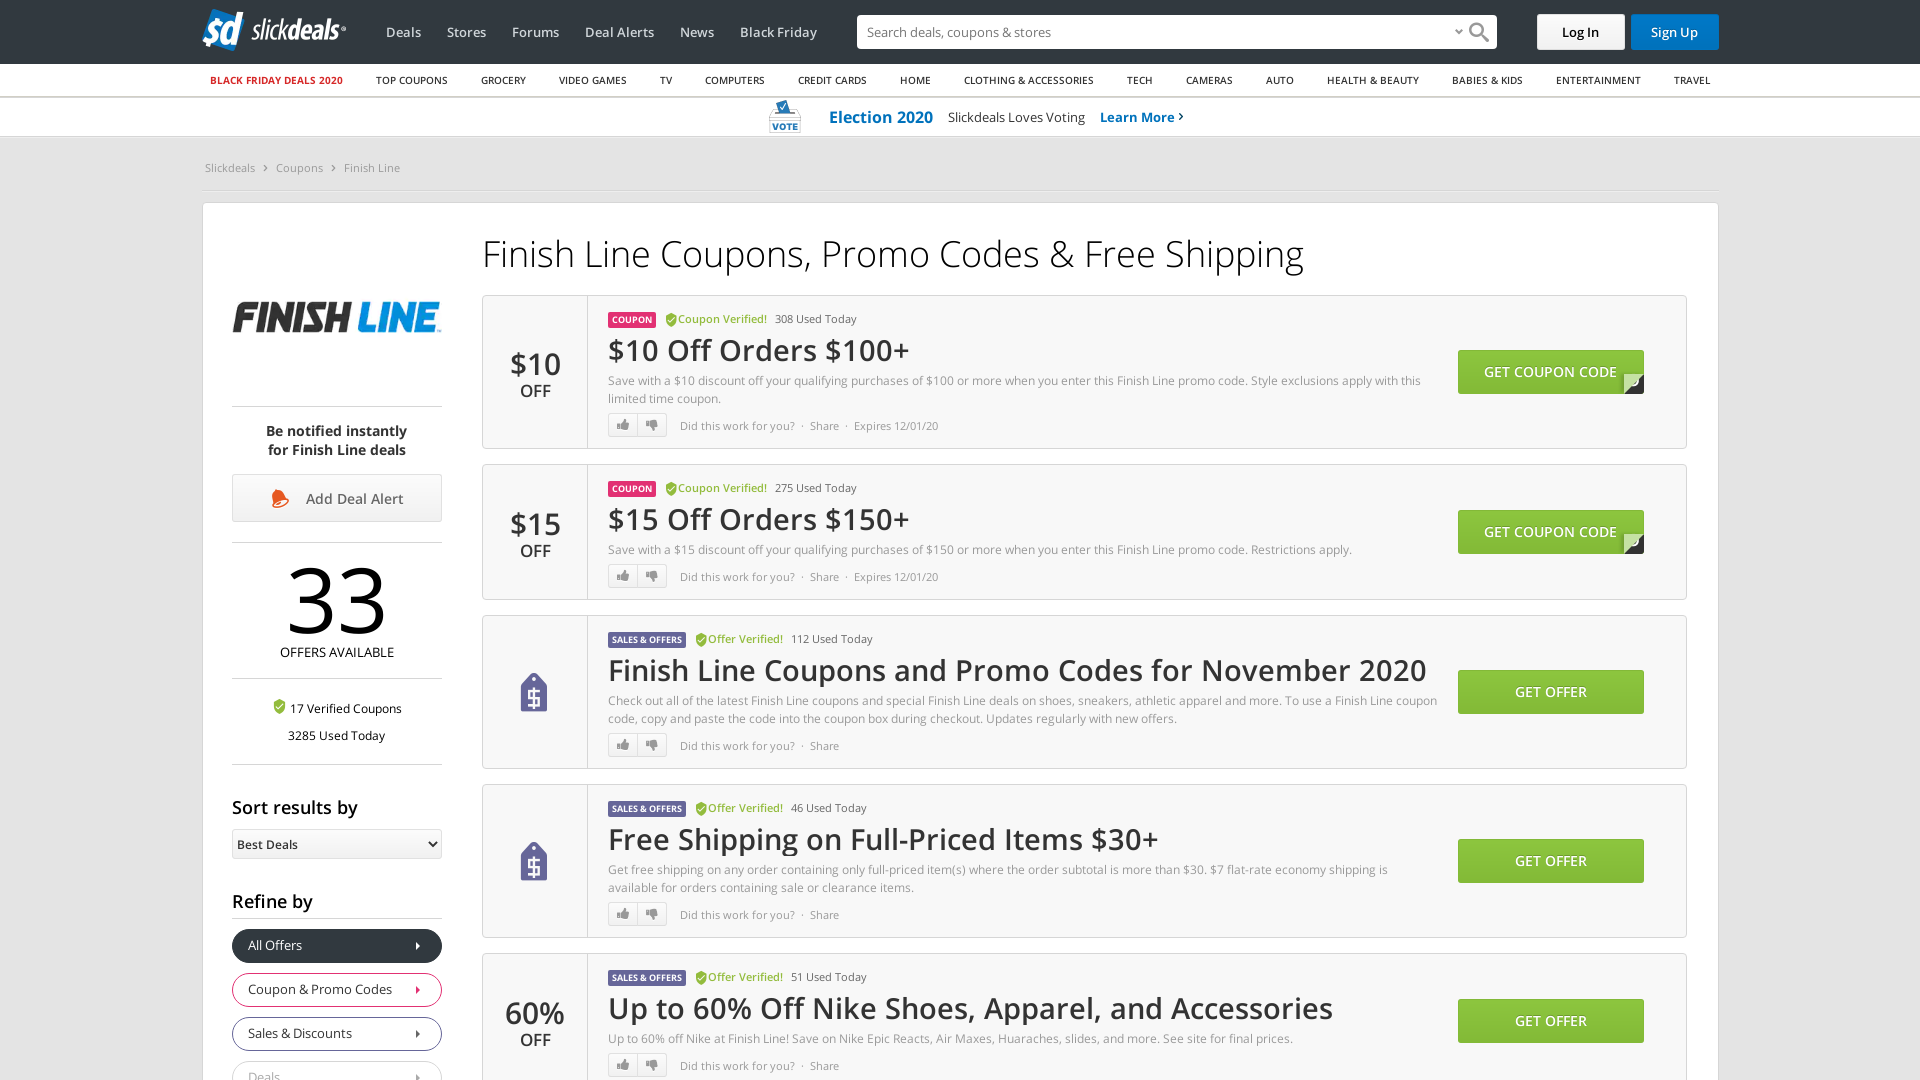 sd slickdeals
Deals Stores Forums Deal Alerts News Black Friday Search deals, coupons & stores Log In Sign Up
BLACK FRIDAY DEALS 2020 TOP COUPONS GROCERY VIDEO GAMES TV COMPUTERS CREDIT CARDS HOME CLOTHING & ACCESSORIES TECH CAMERAS AUTO HEALTH & BEAUTY BABIES & KIDS ENTERTAINMENT TRAVEL
VOTE Election 2020 Slickdeals Loves Voting Learn More
Slickdeals Coupons Finish Line
FINISH LINE
Be notified instantly
for Finish Line deals
Add Deal Alert
33
OFFERS AVAILABLE
17 Verified Coupons
3285 Used Today
Sort results by
Best Deals
Refine by
All Offers
Coupon & Promo Codes
Sales & Discounts
Deals
Finish Line Coupons, Promo Codes & Free Shipping
$10
OFF
COUPON Coupon Verified! 308 Used Today
$10 Off Orders $100+
Save with a $10 discount off your qualifying purchases of $100 or more when you enter this Finish Line promo code. Style exclusions apply with this
limited time coupon.
Did this work for you? · Share · Expires 12/01/20
GET COUPON CODE
$15
OFF
COUPON Coupon Verified! 275 Used Today
$15 Off Orders $150+
Save with a $15 discount off your qualifying purchases of $150 or more when you enter this Finish Line promo code. Restrictions apply.
Did this work for you? · Share · Expires 12/01/20
GET COUPON CODE
SALES & OFFERS Offer Verified! 112 Used Today
Finish Line Coupons and Promo Codes for November 2020
Check out all of the latest Finish Line coupons and special Finish Line deals on shoes, sneakers, athletic apparel and more. To use a Finish Line coupon
code, copy and paste the code into the coupon box during checkout. Updates regularly with new offers.
Did this work for you? · Share
GET OFFER
SALES & OFFERS Offer Verified! 46 Used Today
Free Shipping on Full-Priced Items $30+
Get free shipping on any order containing only full-priced item(s) where the order subtotal is more than $30. $7 flat-rate economy shipping is
available for orders containing sale or clearance items.
Did this work for you? · Share
GET OFFER
60%
OFF
SALES & OFFERS Offer Verified! 51 Used Today
Up to 60% Off Nike Shoes, Apparel, and Accessories
Up to 60% off Nike at Finish Line! Save on Nike Epic Reacts, Air Maxes, Huaraches, slides, and more. See site for final prices.
Did this work for you? · Share
GET OFFER